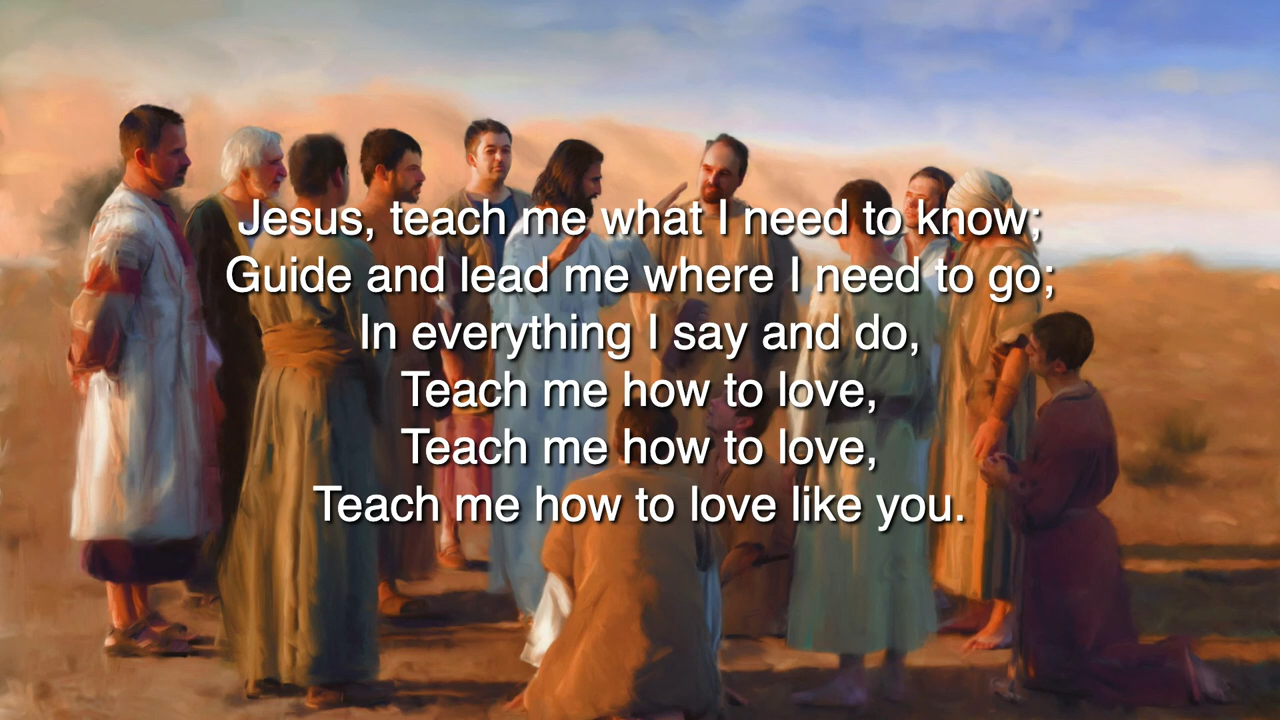 Jesus, teach me what I need to know;
Guide and lead me where I need to go;
In everything I say and do,
Teach me how to love,
Teach me how to love,
Teach me how to love like you.